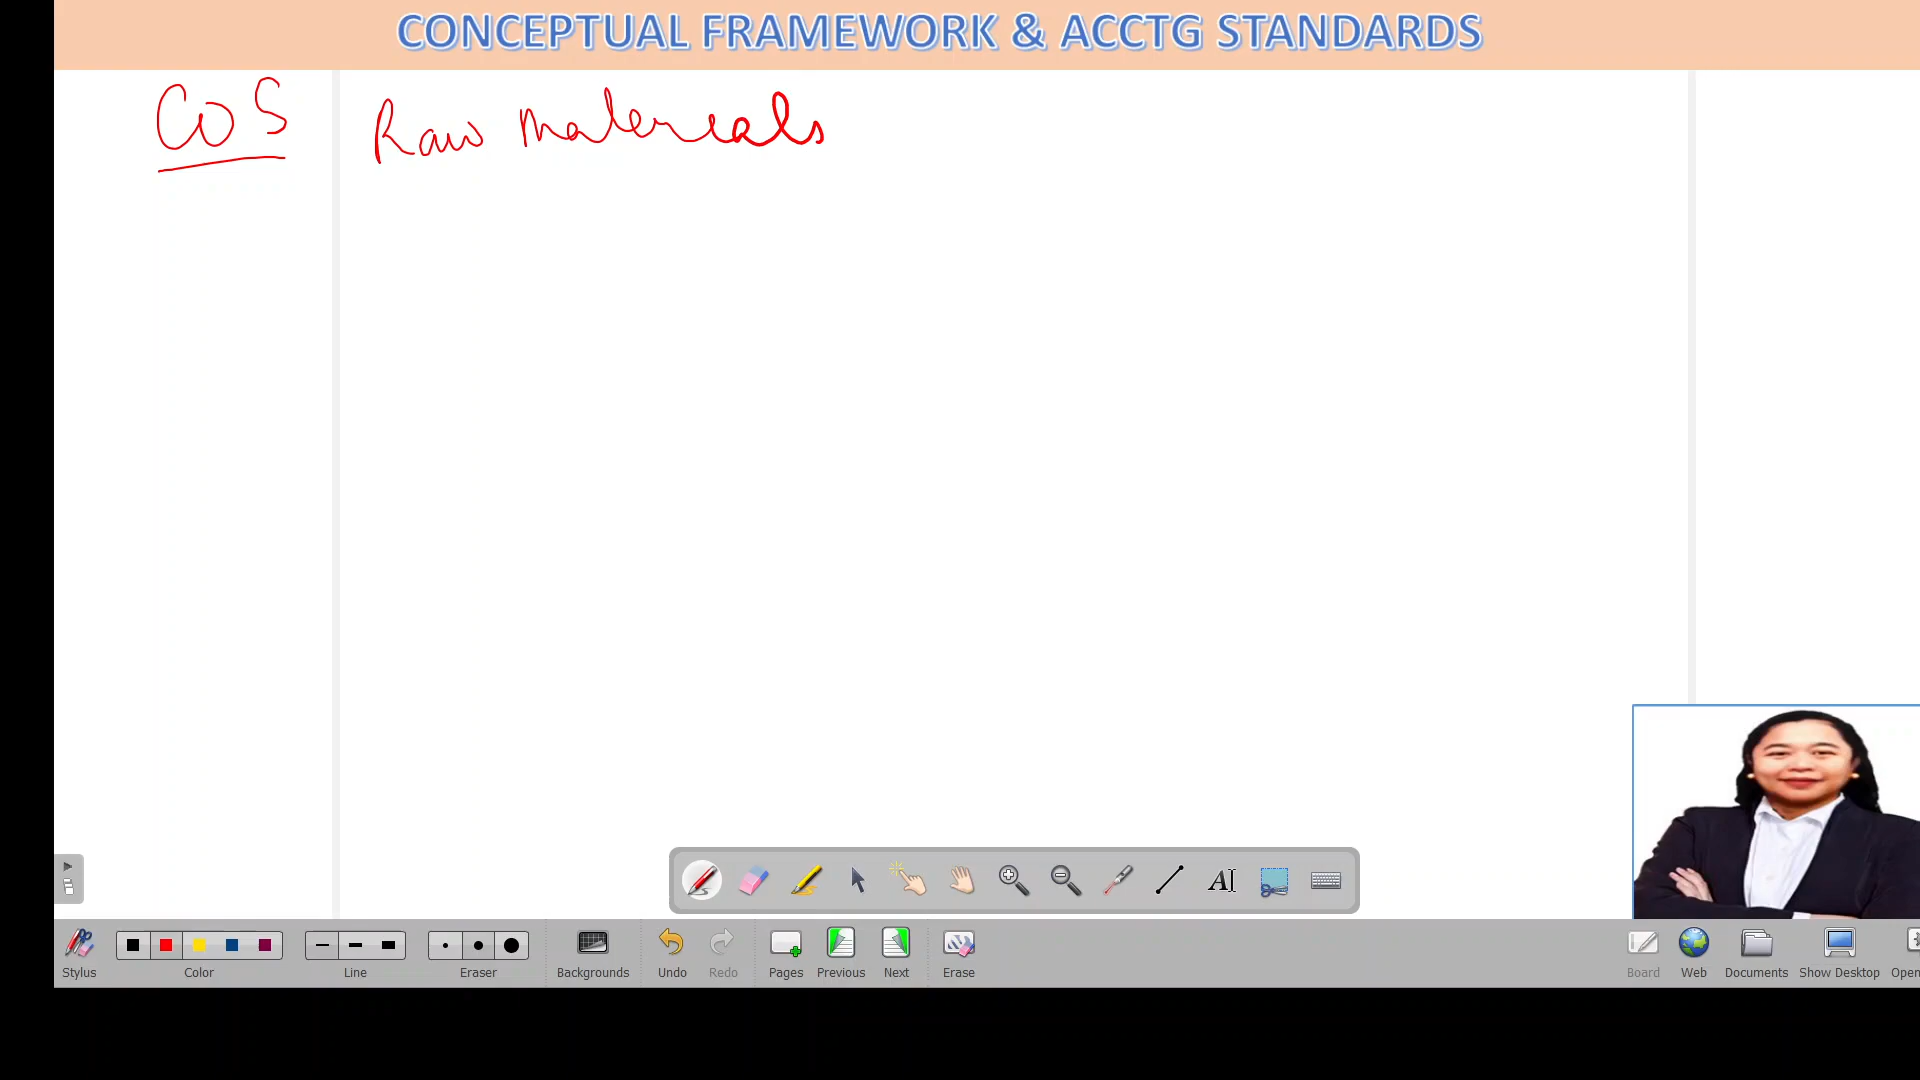 CONCEPTUAL FRAMEWORK & ACCTG STANDARDS
COS Raw Materials
Stylus Color Line Eraser Backgrounds Undo Redo Pages Previous Next Erase Board Web Documents Show Desktop Open